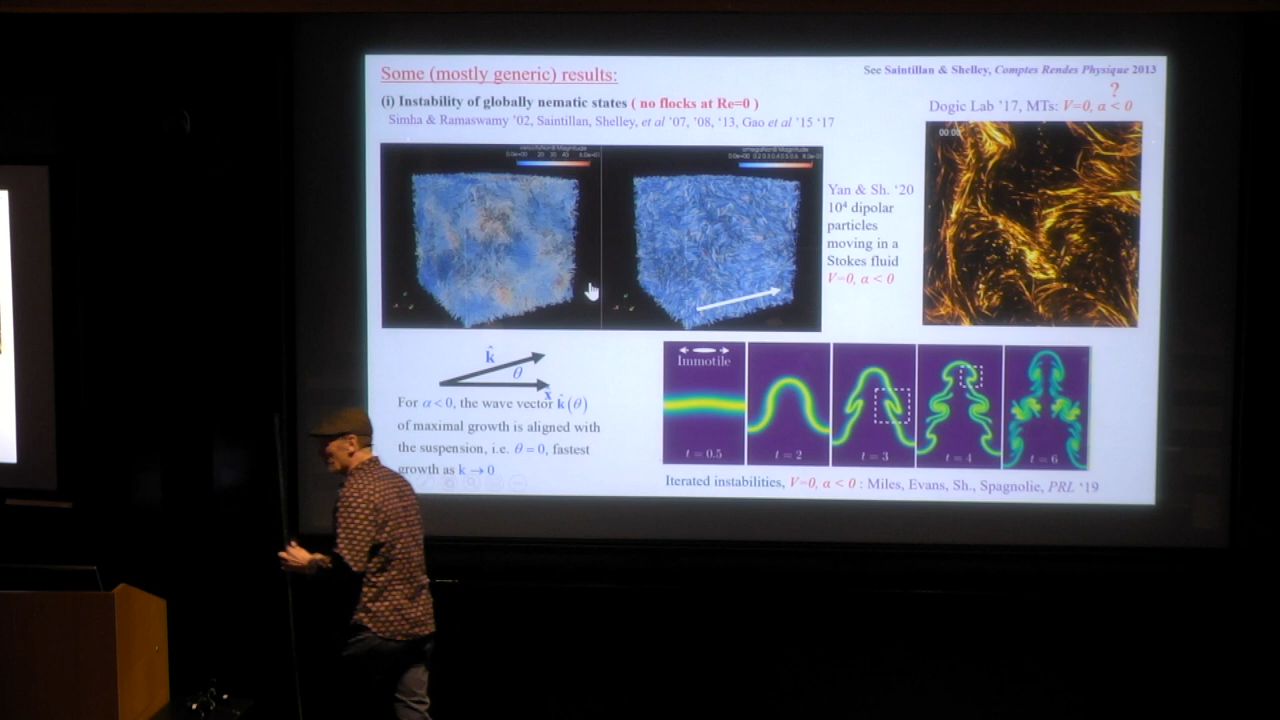 Some (mostly generic) results:
See Saintillan & Shelley, Comptes Rendes Physique 2013
(i) Instability of globally nematic states ( no flocks at Re=0 )
Simha & Ramaswamy '02, Saintillan, Shelley, et al '07, '08, '13, Gao et al '15 '17
?
Dogic Lab '17, MTs: V=0, α < 0
00:00
Yan & Sh. '20
10⁴ dipolar
particles
moving in a
Stokes fluid
V=0, α < 0
k̂
θ
x̂
For α<0, the wave vector k̂(θ)
of maximal growth is aligned with
the suspension, i.e. θ=0, fastest
growth as k → 0
Immotile
t = 0.5
t = 2
t = 3
t = 4
t = 6
Iterated instabilities, V=0, α < 0 : Miles, Evans, Sh., Spagnolie, PRL '19